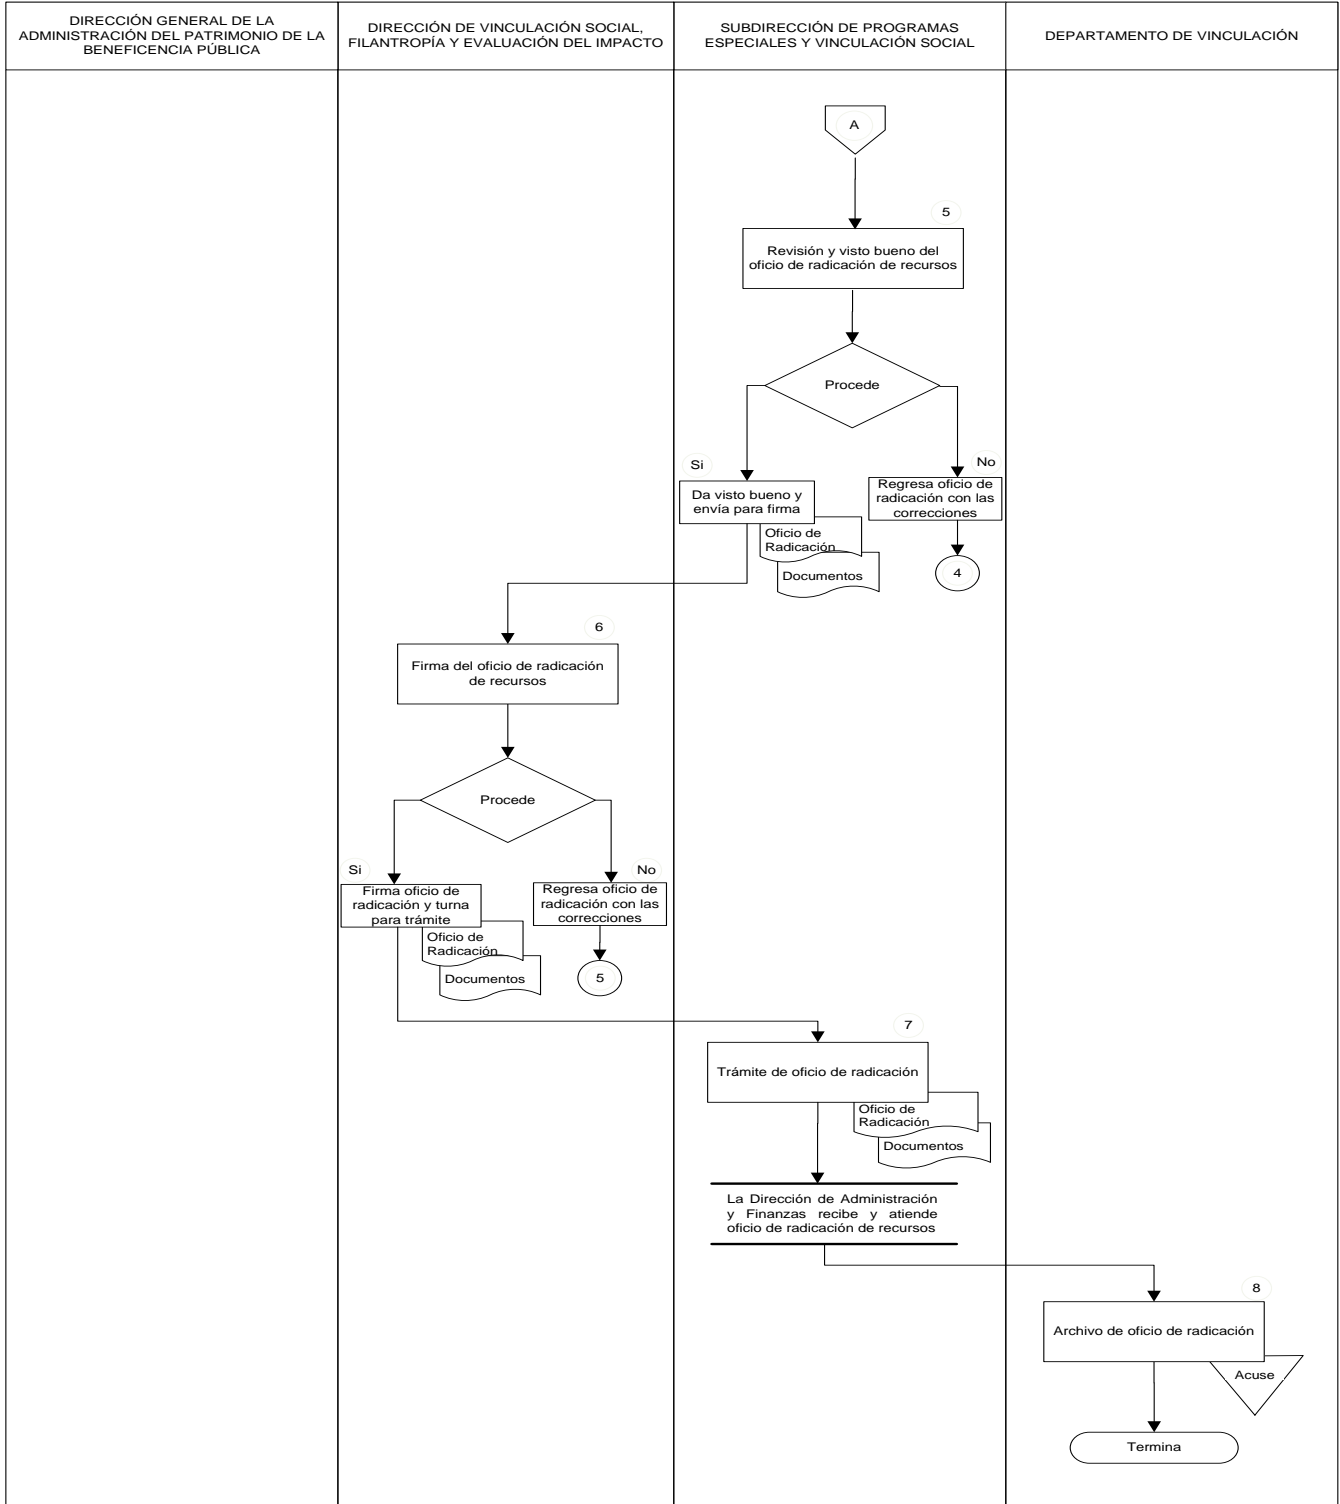 DIRECCIÓN GENERAL DE LA
ADMINISTRACIÓN DEL PATRIMONIO DE LA
BENEFICENCIA PÚBLICA
DIRECCIÓN DE VINCULACIÓN SOCIAL,
FILANTROPÍA Y EVALUACIÓN DEL IMPACTO
SUBDIRECCIÓN DE PROGRAMAS
ESPECIALES Y VINCULACIÓN SOCIAL
DEPARTAMENTO DE VINCULACIÓN
A
5
Revisión y visto bueno del
oficio de radicación de recursos
Procede
Si
No
Da visto bueno y
envía para firma
Regresa oficio de
radicación con las
correcciones
Oficio de
Radicación
Documentos
4
6
Firma del oficio de radicación
de recursos
Procede
Si
No
Firma oficio de
radicación y turna
para trámite
Regresa oficio de
radicación con las
correcciones
Oficio de
Radicación
Documentos
5
7
Trámite de oficio de radicación
Oficio de
Radicación
Documentos
La Dirección de Administración
y Finanzas recibe y atiende
oficio de radicación de recursos
8
Archivo de oficio de radicación
Acuse
Termina